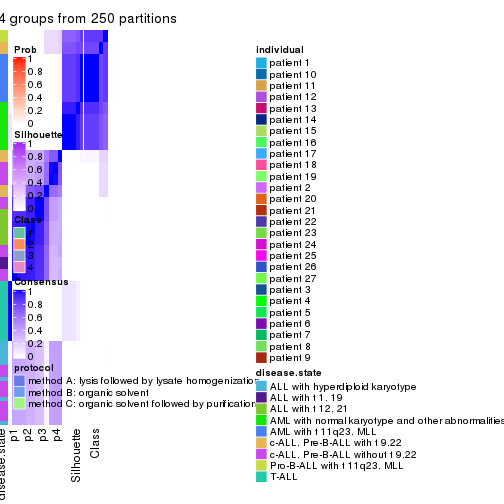 4 groups from 250 partitions
Prob
1
0.8
0.6
0.4
0.2
0
Silhouette
1
0.8
0.6
0.4
0.2
0
Class
1
2
3
4
Consensus
1
0.8
0.6
0.4
0.2
0
protocol
method A: lysis followed by lysate homogenization
method B: organic solvent
method C: organic solvent followed by purification
disease.state
p1
p2
p3
p4
Silhouette
Class
individual
patient 1
patient 10
patient 11
patient 12
patient 13
patient 14
patient 15
patient 16
patient 17
patient 18
patient 19
patient 2
patient 20
patient 21
patient 22
patient 23
patient 24
patient 25
patient 26
patient 27
patient 3
patient 4
patient 5
patient 6
patient 7
patient 8
patient 9
disease.state
ALL with hyperdiploid karyotype
ALL with t 1. 19
ALL with t 12. 21
AML with normal karyotype and other abnormalities
AML with t 11q23. MLL
c-ALL. Pre-B-ALL with t 9.22
c-ALL. Pre-B-ALL without t 9.22
Pro-B-ALL with t 11q23. MLL
T-ALL